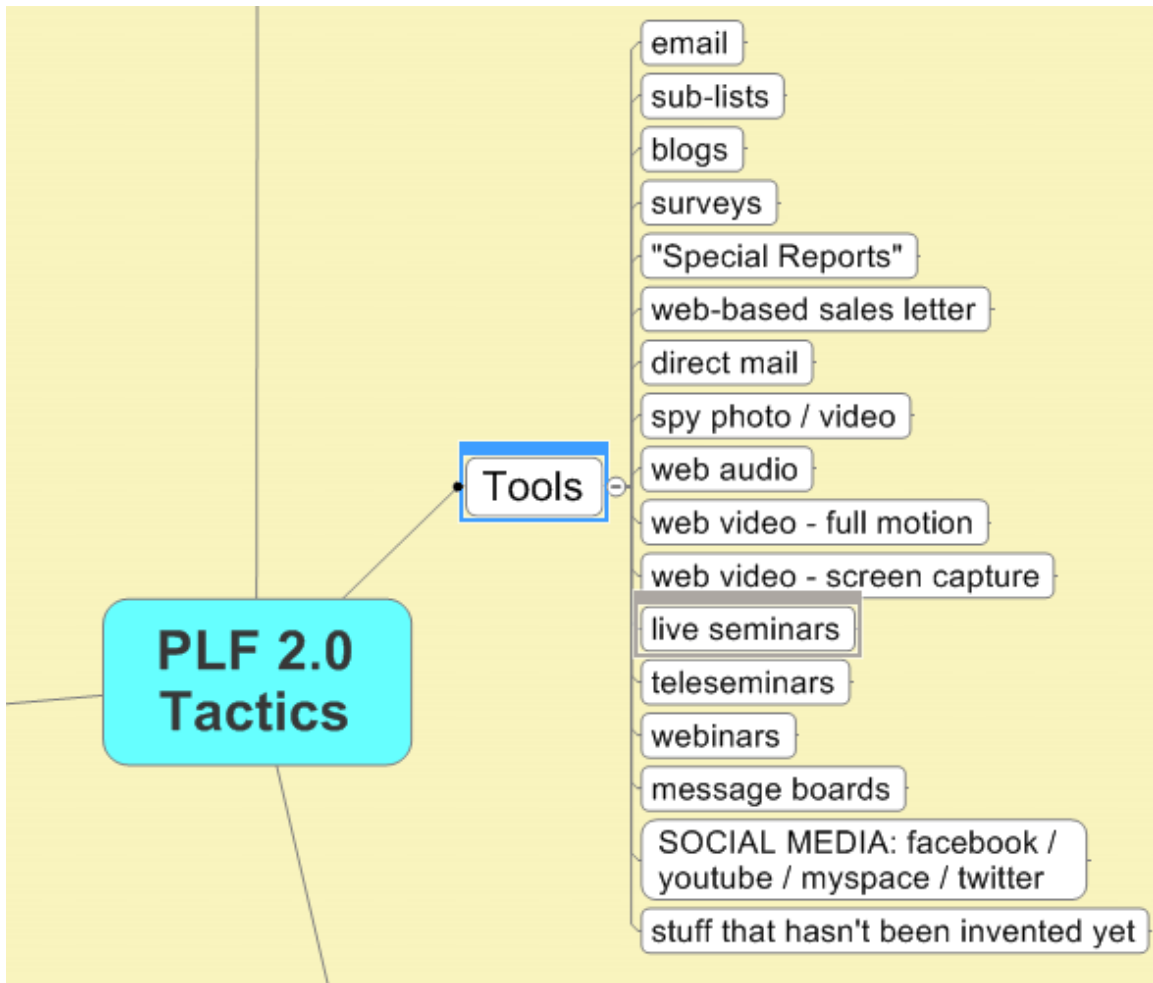 email
sub-lists
blogs
surveys
"Special Reports"
web-based sales letter
direct mail
spy photo / video
Tools
web audio
web video - full motion
web video - screen capture
live seminars
PLF 2.0
Tactics
teleseminars
webinars
message boards
SOCIAL MEDIA: facebook /
youtube / myspace / twitter
stuff that hasn't been invented yet